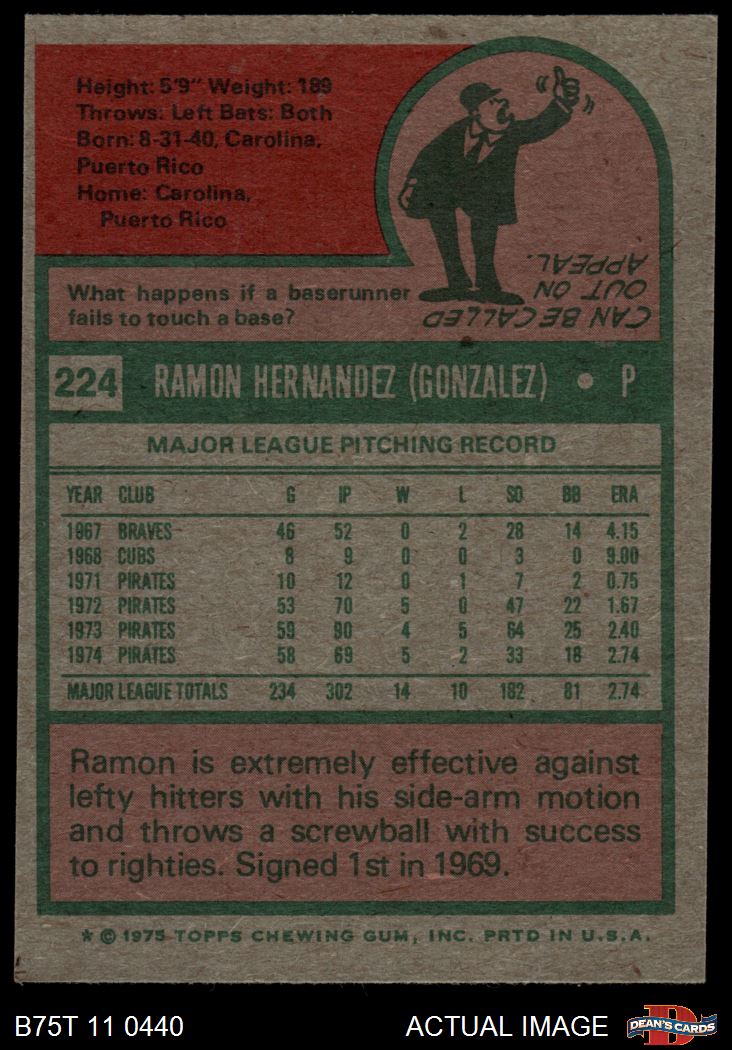 Height: 5'9" Weight: 189
Throws: Left Bats: Both
Born: 8-31-40, Carolina,
Puerto Rico
Home: Carolina,
Puerto Rico
What happens if a baserunner
fails to touch a base?
CAN BE CALLED
OUT ON
APPEAL.
224 RAMON HERNANDEZ (GONZALEZ) • P
MAJOR LEAGUE PITCHING RECORD
YEAR CLUB G IP W L SO BB ERA
1967 BRAVES 46 52 0 2 28 14 4.15
1968 CUBS 8 9 0 0 3 0 9.00
1971 PIRATES 10 12 0 1 7 2 0.75
1972 PIRATES 53 70 5 0 47 22 1.67
1973 PIRATES 59 90 4 5 64 25 2.40
1974 PIRATES 58 69 5 2 33 18 2.74
MAJOR LEAGUE TOTALS 234 302 14 10 182 81 2.74
Ramon is extremely effective against
lefty hitters with his side-arm motion
and throws a screwball with success
to righties. Signed 1st in 1969.
* © 1975 TOPPS CHEWING GUM, INC. PRTD IN U.S.A.
B75T 11 0440 ACTUAL IMAGE DEAN'S CARDS